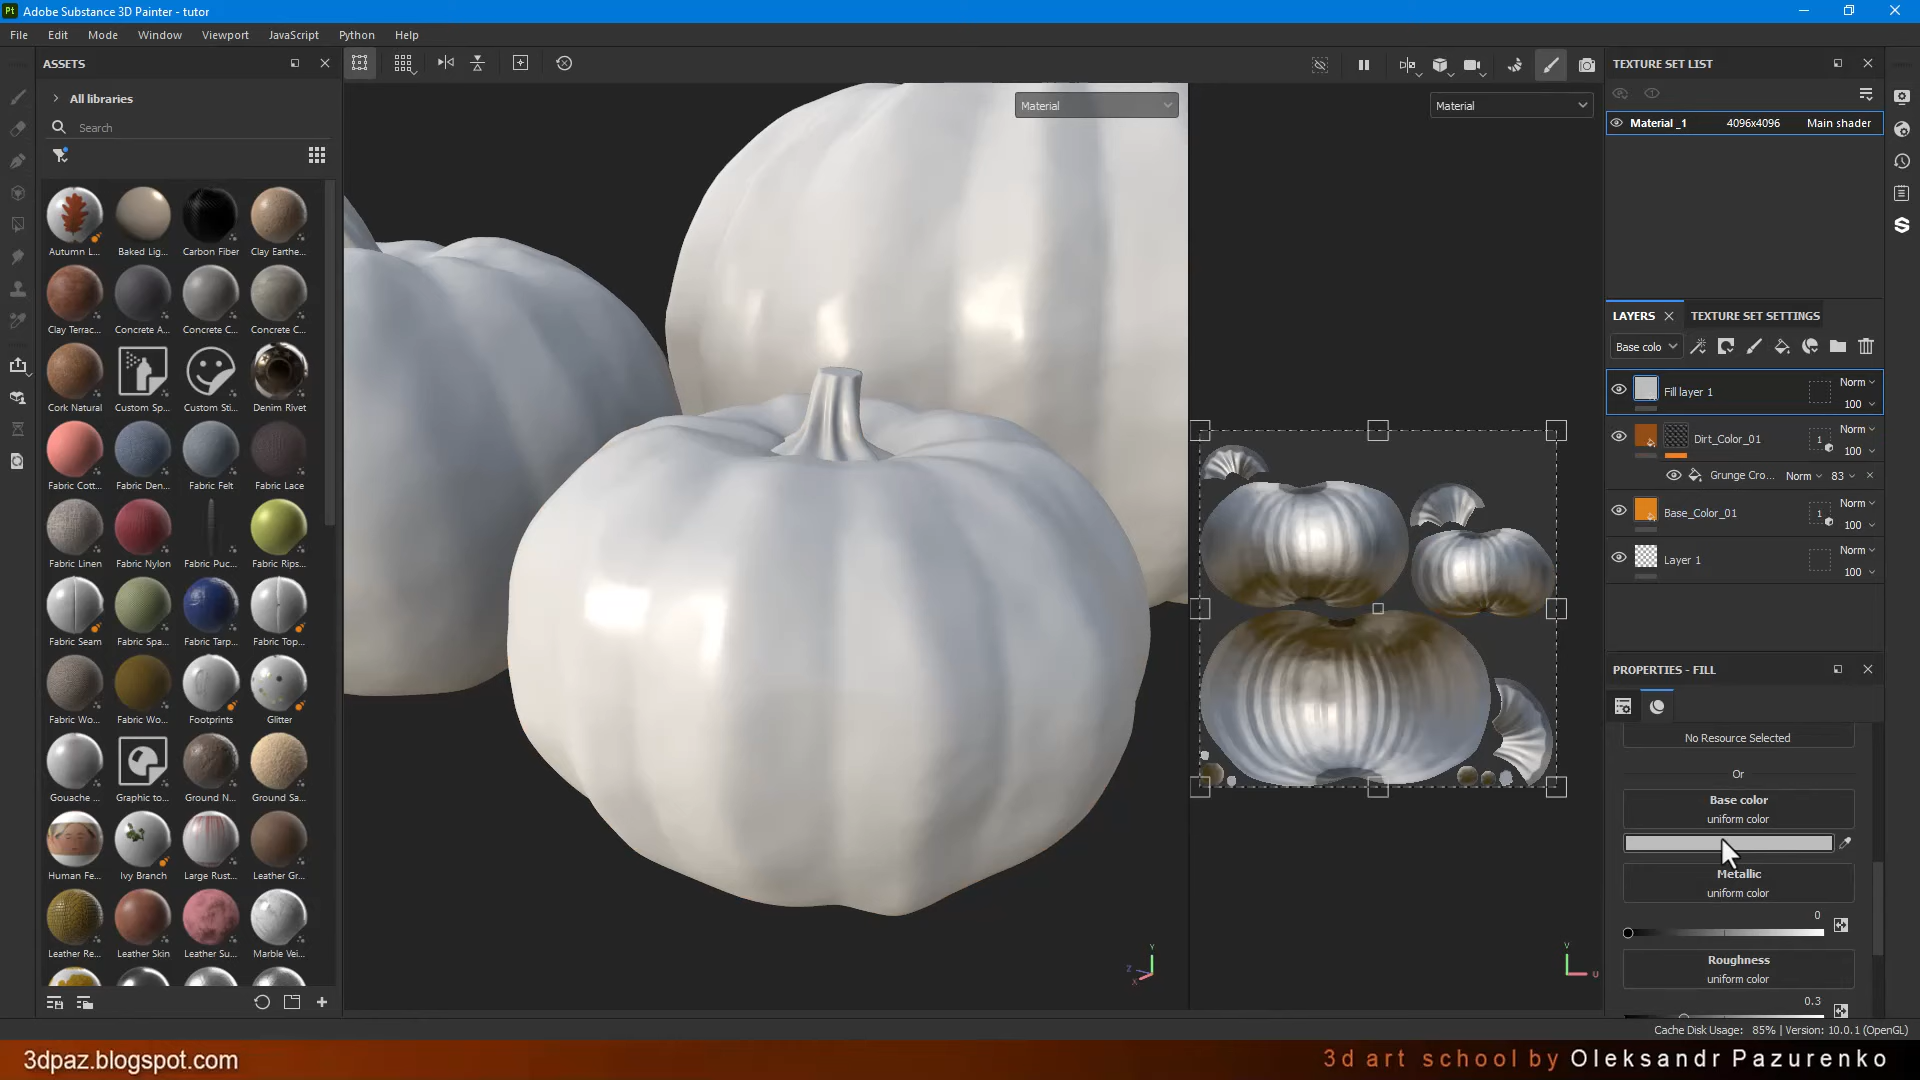 Pt Adobe Substance 3D Painter - tutor
File Edit Mode Window Viewport JavaScript Python Help
ASSETS
All libraries
Search
Autumn L... Baked Lig... Carbon Fiber Clay Earthe...
Clay Terrac... Concrete A... Concrete C... Concrete C...
Cork Natural Custom Sp... Custom Sti... Denim Rivet
Fabric Cott... Fabric Den... Fabric Felt Fabric Lace
Fabric Linen Fabric Nylon Fabric Puc... Fabric Rips...
Fabric Seam Fabric Spa... Fabric Tarp... Fabric Top...
Fabric Wo... Fabric Wo... Footprints Glitter
Gouache ... Graphic to... Ground N... Ground Sa...
Human Fe... Ivy Branch Large Rust... Leather Gr...
Leather Re... Leather Skin Leather Su... Marble Vei...
Material
Y
Z
X
Material
V
U
TEXTURE SET LIST
Material _1 4096x4096 Main shader
LAYERS TEXTURE SET SETTINGS
Base colo
Fill layer 1 Norm
100
Dirt_Color_01 1 Norm
100
Grunge Cro... Norm 83
Base_Color_01 1 Norm
100
Layer 1 Norm
100
PROPERTIES - FILL
No Resource Selected
Or
Base color
uniform color
Metallic
uniform color
0
Roughness
uniform color
0.3
Cache Disk Usage: 85% | Version: 10.0.1 (OpenGL)
3dpaz.blogspot.com
3d art school by Oleksandr Pazurenko